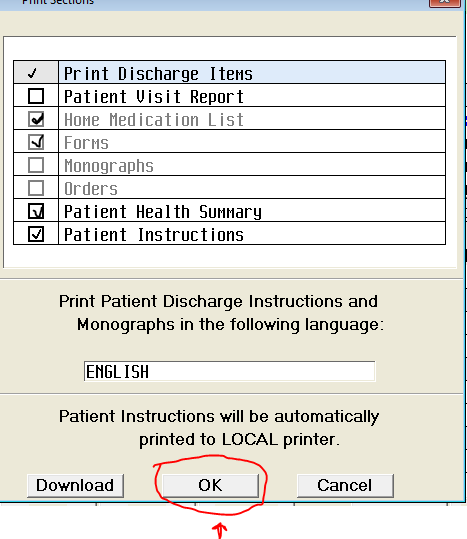 Print Sections
Print Discharge Items
Patient Visit Report
Home Medication List
Forms
Monographs
Orders
Patient Health Summary
Patient Instructions
Print Patient Discharge Instructions and
Monographs in the following language:
ENGLISH
Patient Instructions will be automatically
printed to LOCAL printer.
Download OK Cancel